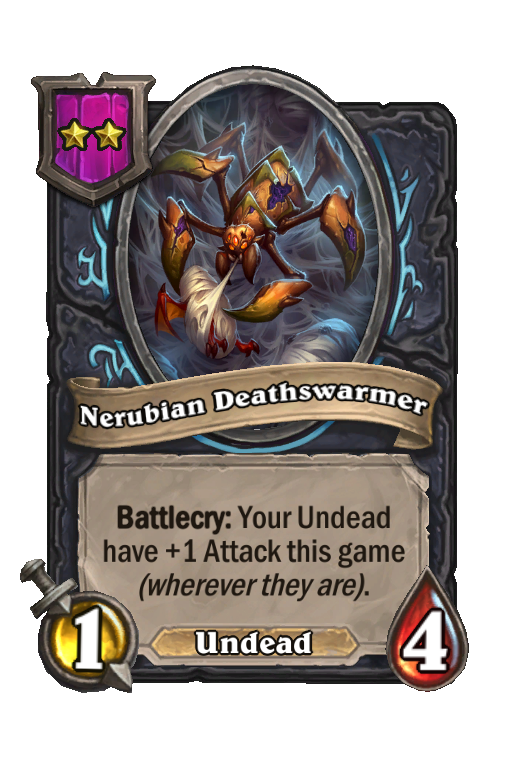 Nerubian Deathswarmer
Battlecry: Your Undead
have +1 Attack this game
(wherever they are).
1
Undead
4